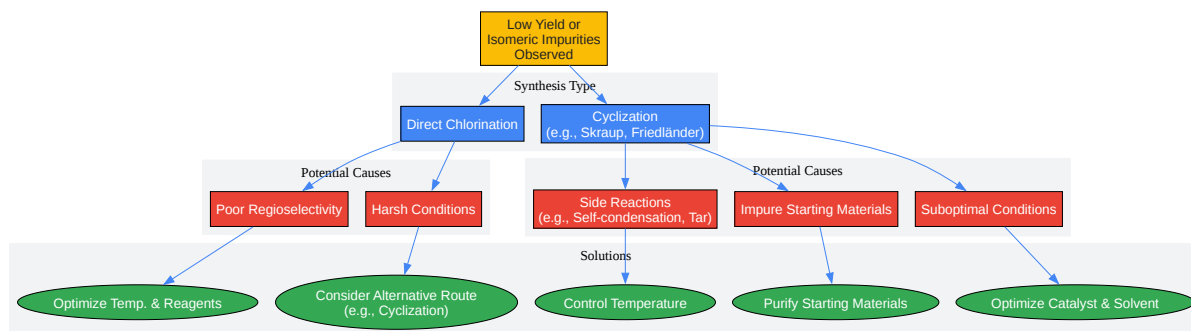 Low Yield or
Isomeric Impurities
Observed
Synthesis Type
Direct Chlorination
Cyclization
(e.g., Skraup, Friedländer)
Potential Causes
Potential Causes
Poor Regioselectivity
Harsh Conditions
Side Reactions
(e.g., Self-condensation, Tar)
Impure Starting Materials
Suboptimal Conditions
Solutions
Optimize Temp. & Reagents
Consider Alternative Route
(e.g., Cyclization)
Control Temperature
Purify Starting Materials
Optimize Catalyst & Solvent